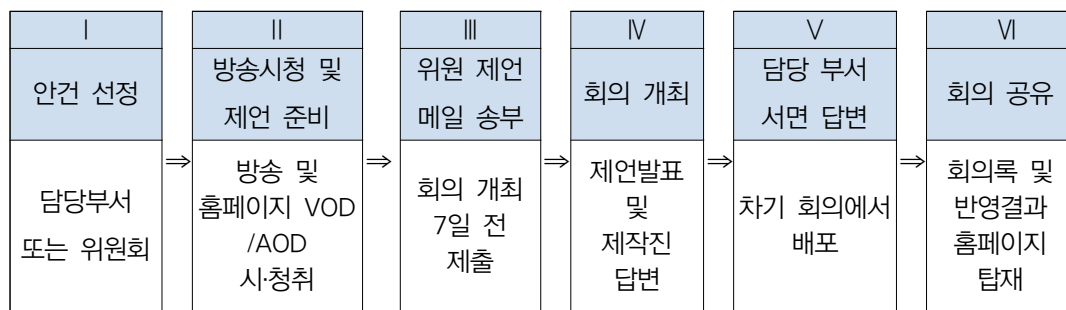 Ⅰ
안건 선정
담당부서
또는 위원회
⇒
Ⅱ
방송시청 및
제언 준비
방송 및
홈페이지 VOD
/AOD
시·청취
⇒
Ⅲ
위원 제언
메일 송부
회의 개최
7일 전
제출
⇒
Ⅳ
회의 개최
제언발표
및
제작진
답변
⇒
Ⅴ
담당 부서
서면 답변
차기 회의에서
배포
⇒
Ⅵ
회의 공유
회의록 및
반영결과
홈페이지
탑재